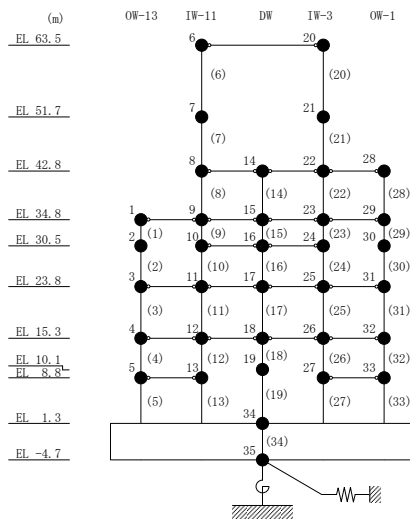 (m) OW-13 IW-11 DW IW-3 OW-1
EL 63.5 6 20
(6) (20)
EL 51.7 7 21
(7) (21)
EL 42.8 8 14 22 28
(8) (14) (22) (28)
EL 34.8 1 9 15 23 29
(1) (9) (15) (23) (29)
EL 30.5 2 10 16 24 30
(2) (10) (16) (24) (30)
EL 23.8 3 11 17 25 31
(3) (11) (17) (25) (31)
EL 15.3 4 12 18 26 32
(4) (12) (18) (26) (32)
EL 10.1 19
EL 8.8 5 13 27 33
(5) (13) (19) (27) (33)
EL 1.3 34
(34)
EL -4.7 35